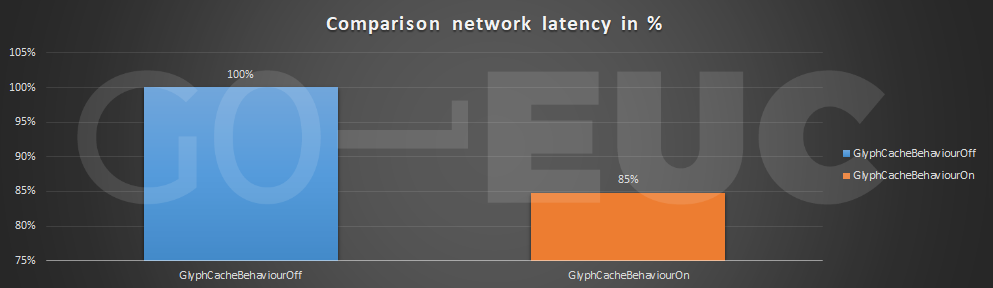 Comparison network latency in %
105%
100%
95%
90%
85%
80%
75%
100%
85%
GO-EUC
GlyphCacheBehaviourOff
GlyphCacheBehaviourOn
GlyphCacheBehaviourOff
GlyphCacheBehaviourOn